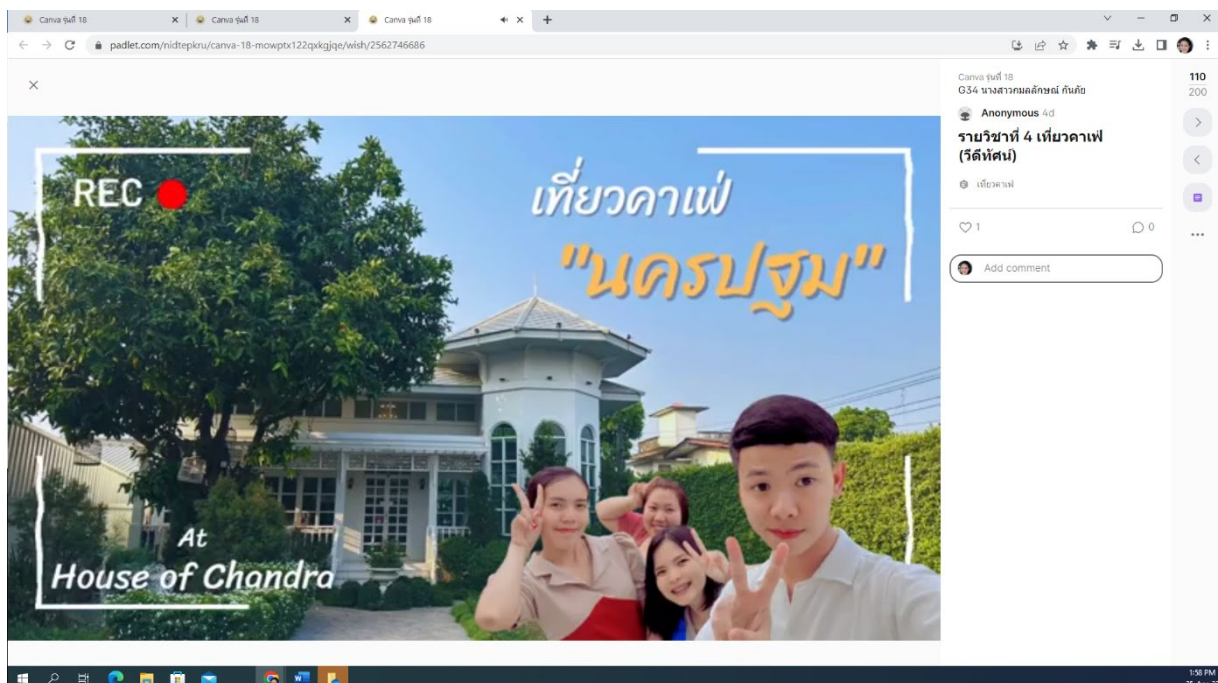 Canva รุ่นที่ 18
Canva รุ่นที่ 18
Canva รุ่นที่ 18
padlet.com/nidtepkru/canva-18-mowptx122qxkgjqe/wish/2562746686
REC
เที่ยวคาเฟ่
"นครปฐม"
At
House of Chandra
Canva รุ่นที่ 18
G34 นางสาวกมลลักษณ์ กันภัย
Anonymous 4d
รายวิชาที่ 4 เที่ยวคาเฟ่
(วีดีทัศน์)
เที่ยวคาเฟ่
1
0
Add comment
110
200
1:58 PM